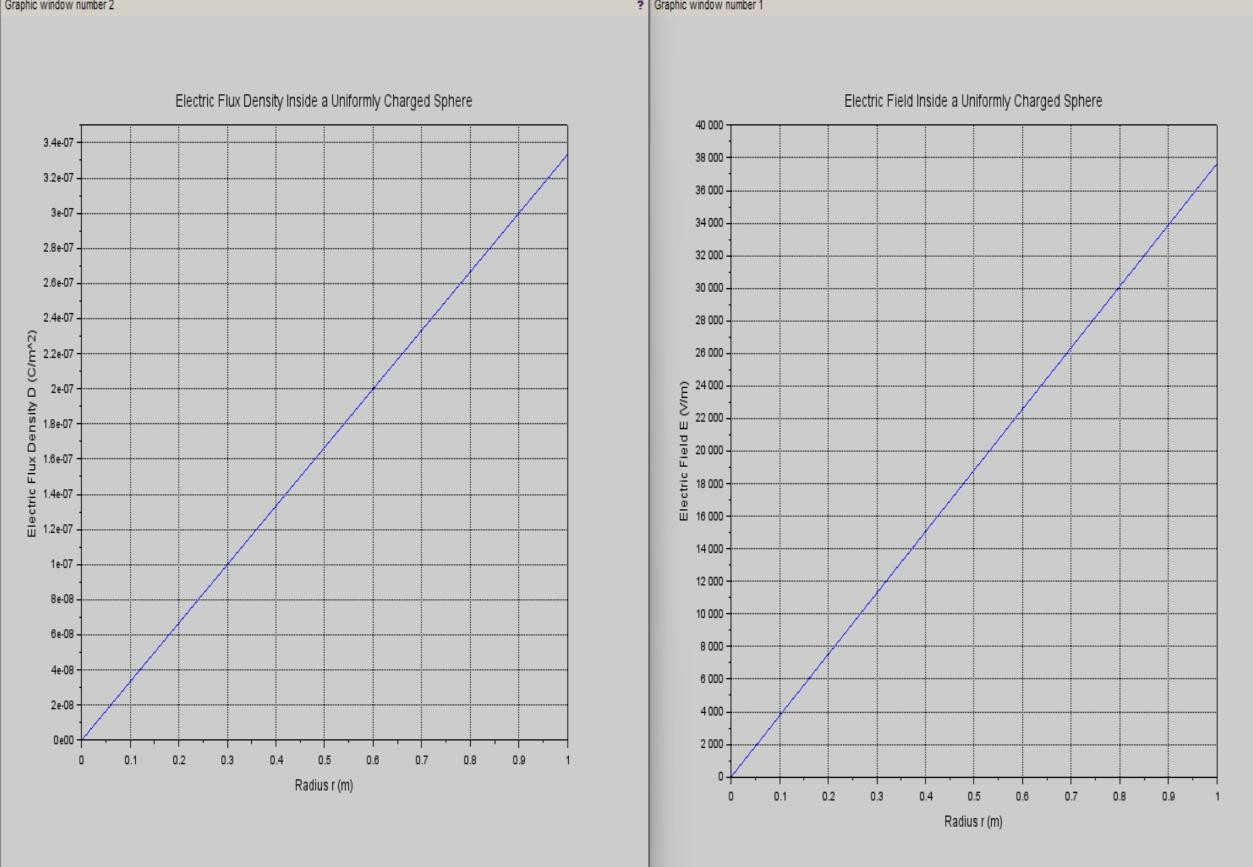 Graphic window number 2
?
Electric Flux Density Inside a Uniformly Charged Sphere
3.4e-07
3.2e-07
3e-07
2.8e-07
2.6e-07
2.4e-07
2.2e-07
2e-07
1.8e-07
1.6e-07
1.4e-07
1.2e-07
1e-07
8e-08
6e-08
4e-08
2e-08
0e00
Electric Flux Density D (C/m^2)
0 0.1 0.2 0.3 0.4 0.5 0.6 0.7 0.8 0.9 1
Radius r (m)
Graphic window number 1
Electric Field Inside a Uniformly Charged Sphere
40 000
38 000
36 000
34 000
32 000
30 000
28 000
26 000
24 000
22 000
20 000
18 000
16 000
14 000
12 000
10 000
8 000
6 000
4 000
2 000
0
Electric Field E (V/m)
0 0.1 0.2 0.3 0.4 0.5 0.6 0.7 0.8 0.9 1
Radius r (m)